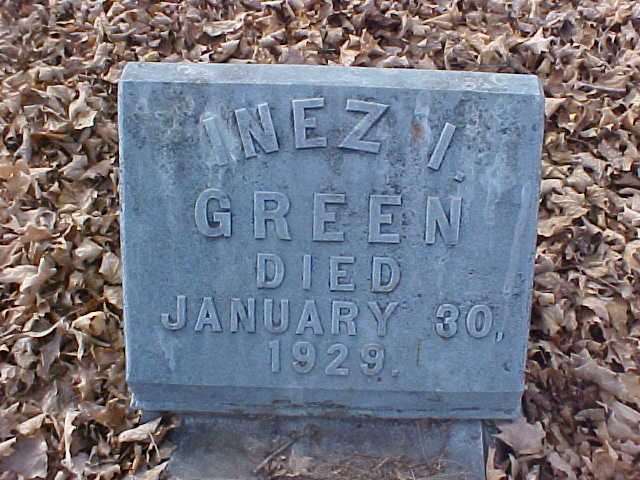 INEZ I.
GREEN
DIED
JANUARY 30,
1929.